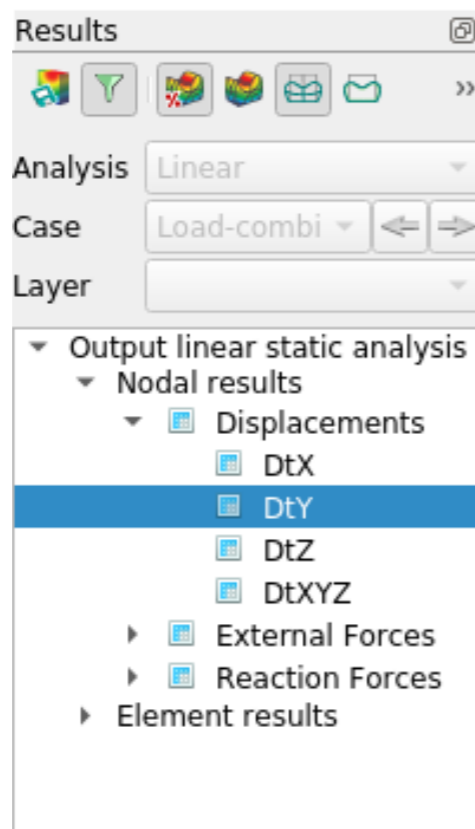 Results
»
Analysis Linear
Case Load-combi
Layer
Output linear static analysis
Nodal results
Displacements
DtX
DtY
DtZ
DtXYZ
External Forces
Reaction Forces
Element results